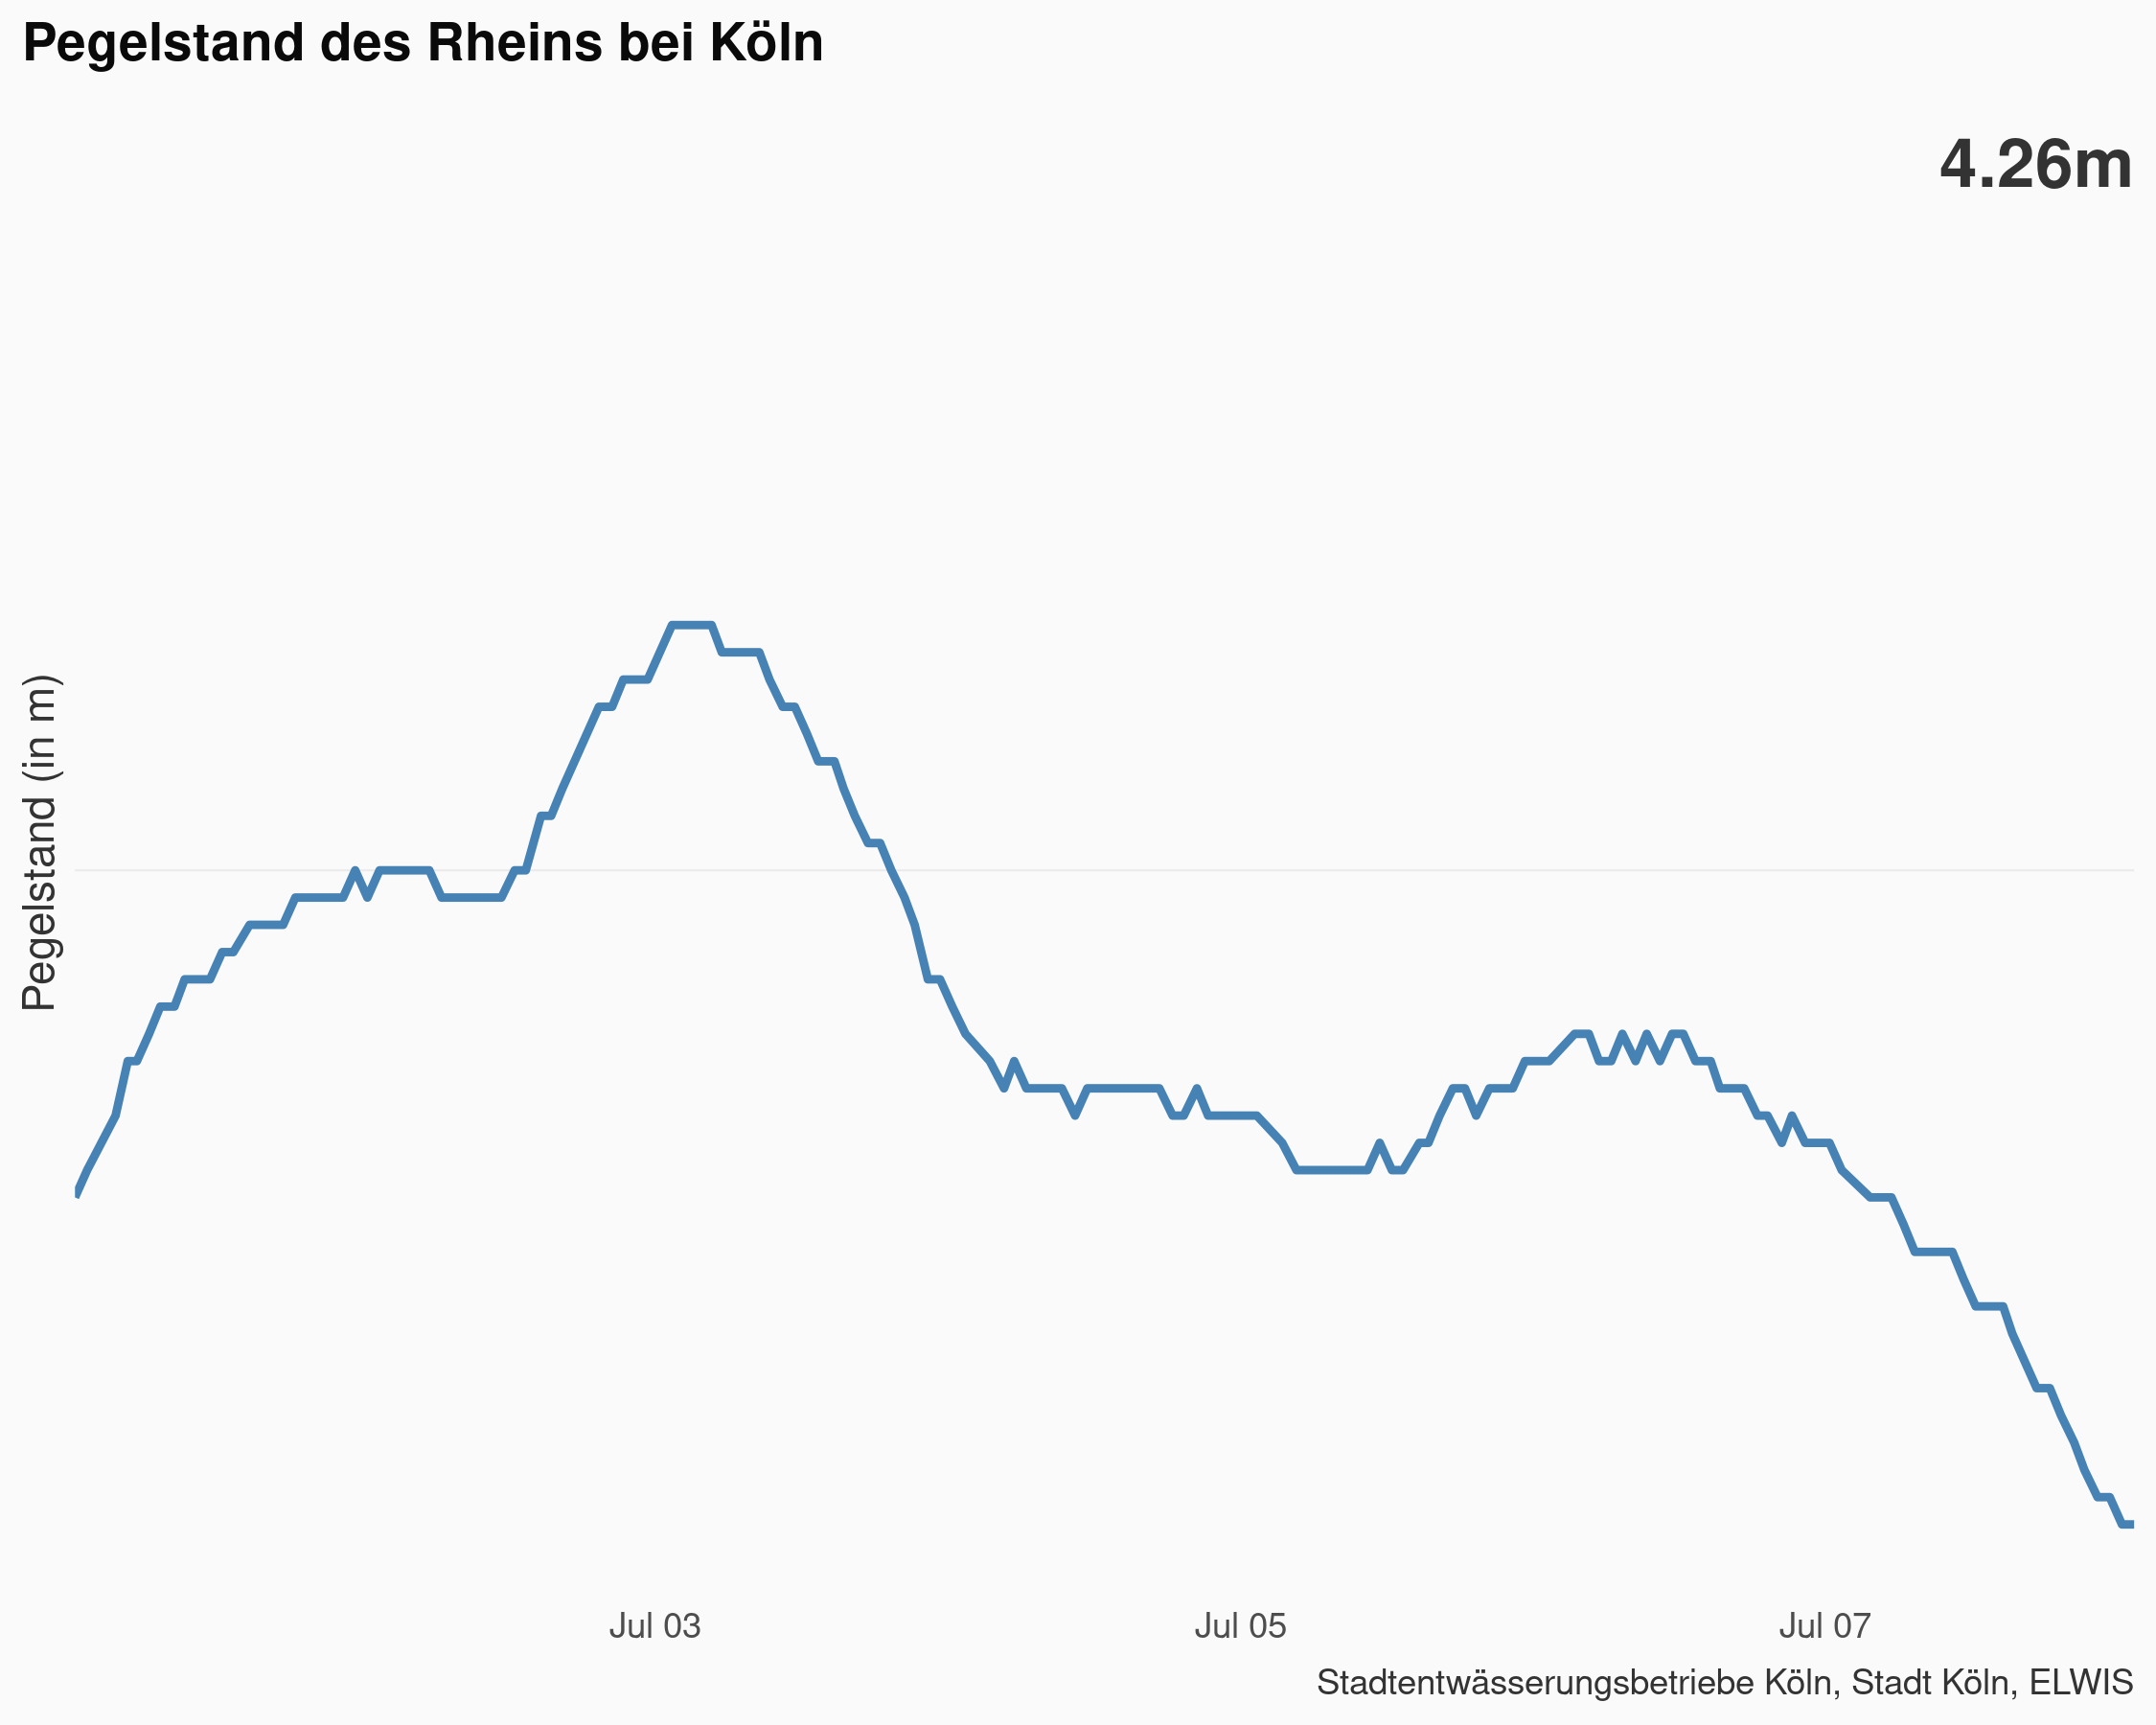 Pegelstand des Rheins bei Köln
4.26m
Pegelstand (in m)
Jul 03
Jul 05
Jul 07
Stadtentwässerungsbetriebe Köln, Stadt Köln, ELWIS